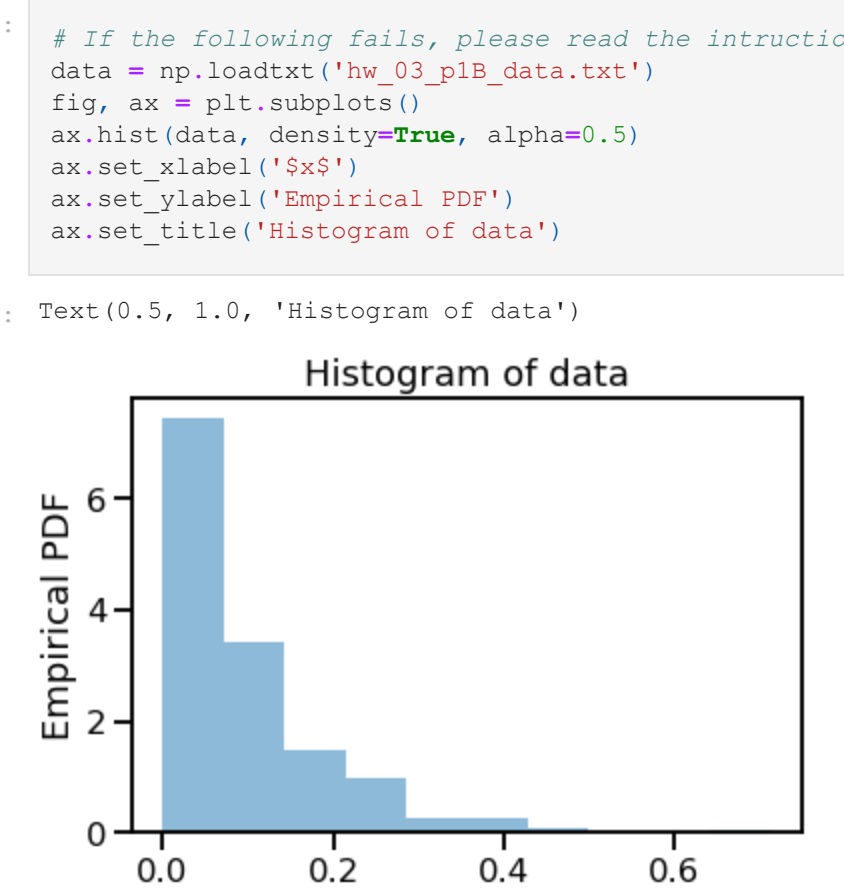 :
# If the following fails, please read the intructio
data = np.loadtxt('hw_03_p1B_data.txt')
fig, ax = plt.subplots()
ax.hist(data, density=True, alpha=0.5)
ax.set_xlabel('$x$')
ax.set_ylabel('Empirical PDF')
ax.set_title('Histogram of data')
: Text(0.5, 1.0, 'Histogram of data')
Histogram of data
Empirical PDF
6
4
2
0
0.0 0.2 0.4 0.6